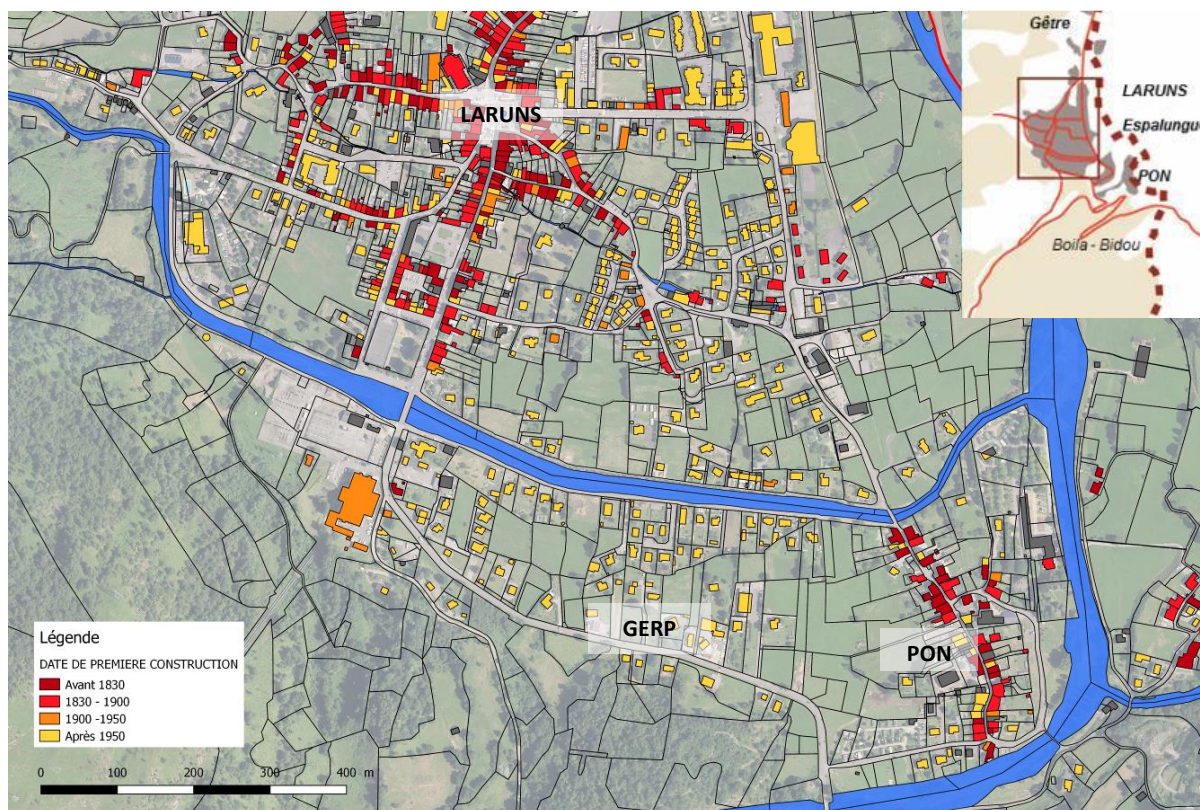 Gêtre
LARUNS
Espalungue
PON
Boila - Bidou
LARUNS
GERP
PON
Légende
DATE DE PREMIERE CONSTRUCTION
Avant 1830
1830 - 1900
1900 -1950
Après 1950
0 100 200 300 400 m